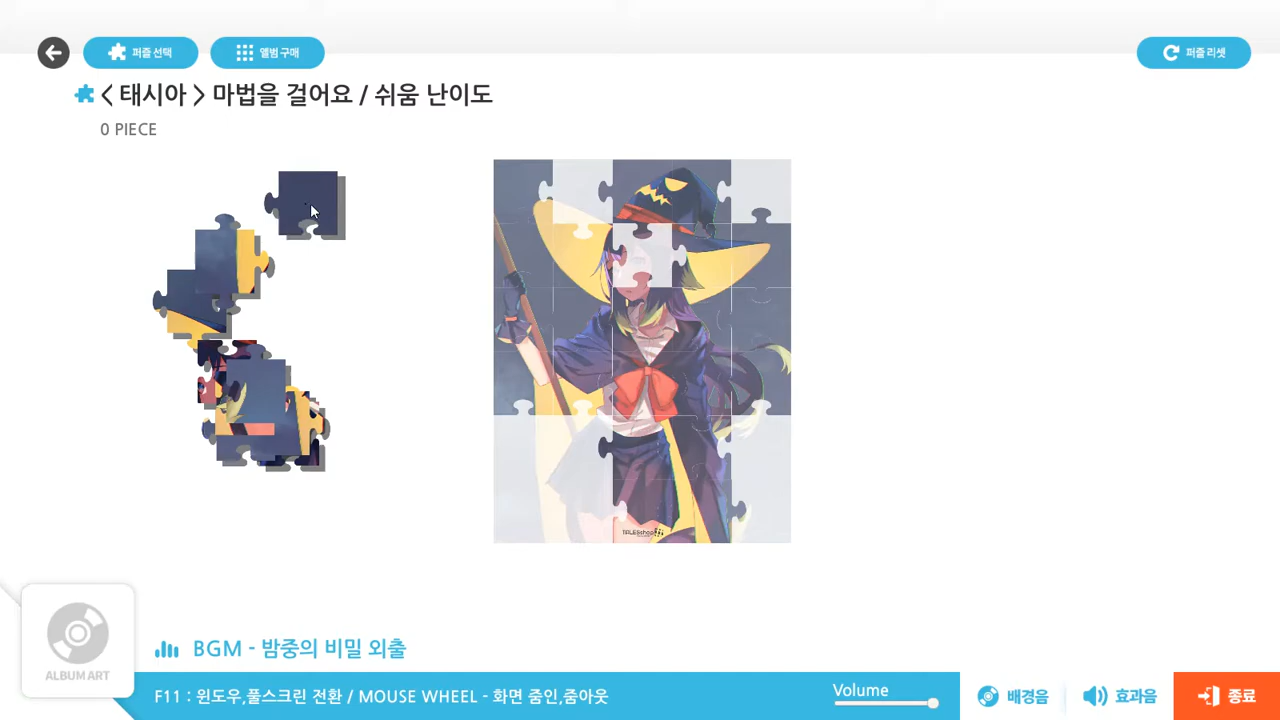 퍼즐 선택
앨범 구매
퍼즐 리셋
< 태시아 > 마법을 걸어요 / 쉬움 난이도
0 PIECE
TALESshop
ALBUM ART
BGM - 밤중의 비밀 외출
F11 : 윈도우,풀스크린 전환 / MOUSE WHEEL - 화면 줌인,줌아웃
Volume
배경음
효과음
종료